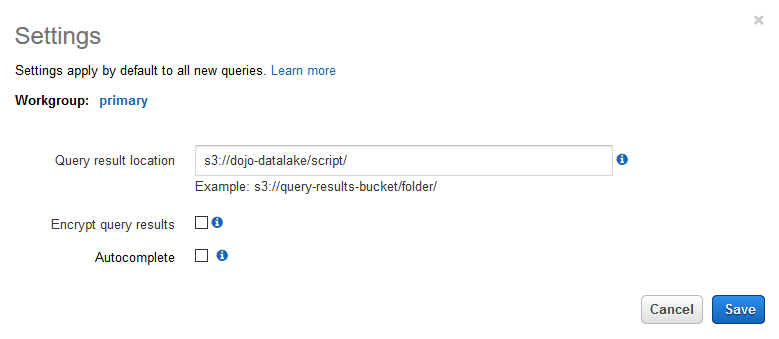 Settings
Settings apply by default to all new queries. Learn more
Workgroup: primary
Query result location s3://dojo-datalake/script/
Example: s3://query-results-bucket/folder/
Encrypt query results
Autocomplete
Cancel Save